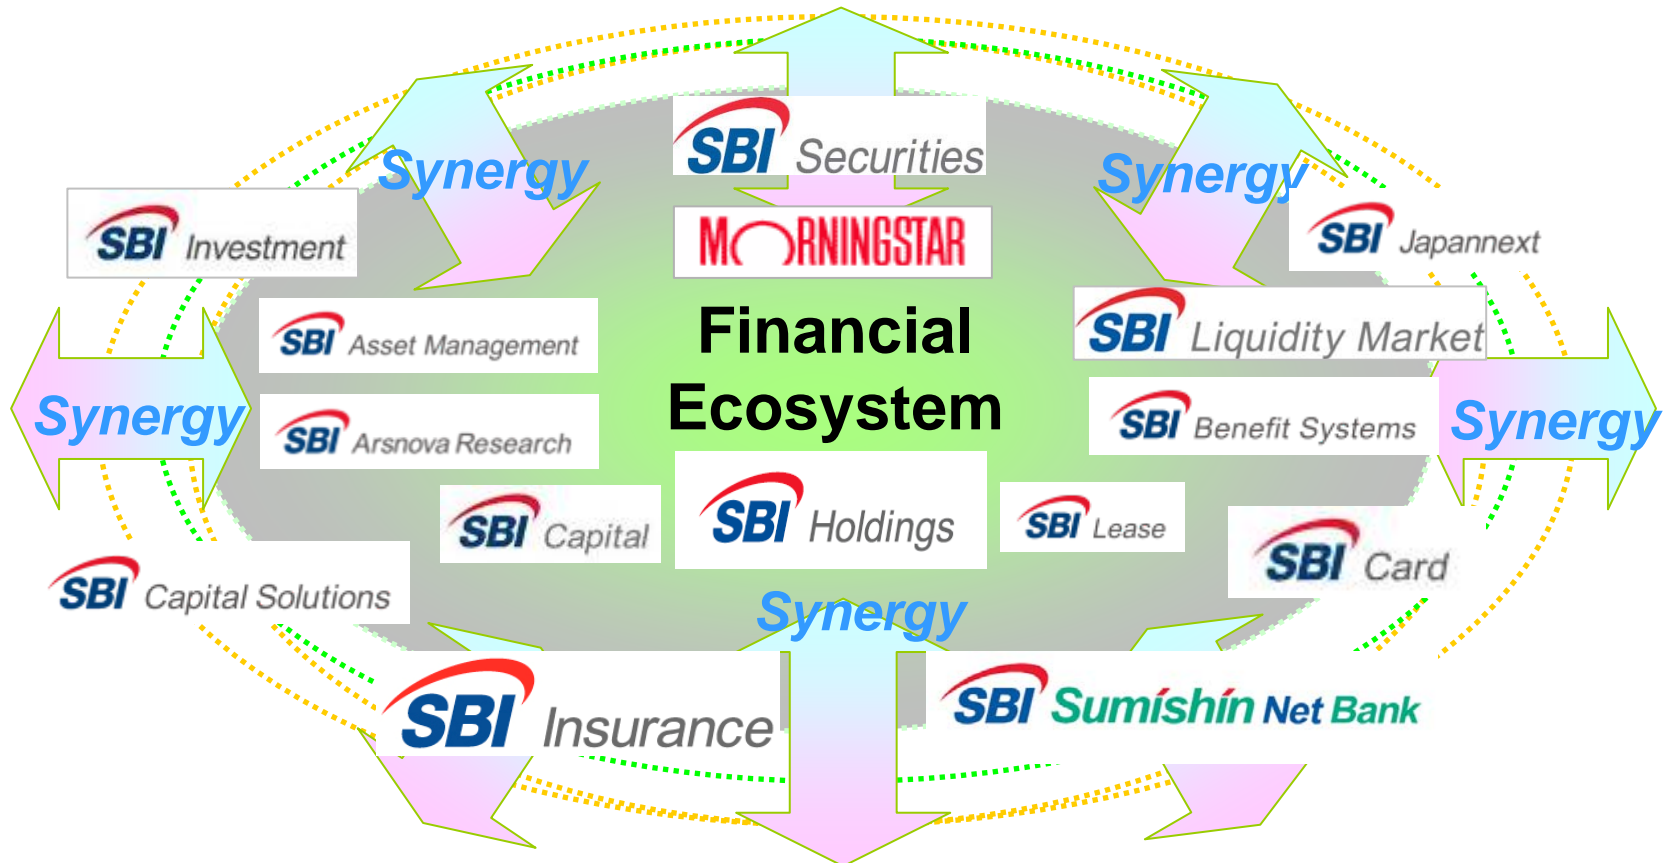 SBI Securities
Synergy
Synergy
SBI Investment
MORNINGSTAR
SBI Japannext
Financial
Ecosystem
SBI Asset Management
SBI Liquidity Market
Synergy
SBI Arsnova Research
SBI Benefit Systems
Synergy
SBI Capital
SBI Holdings
SBI Lease
SBI Card
SBI Capital Solutions
Synergy
SBI Insurance
SBI Sumíshín Net Bank